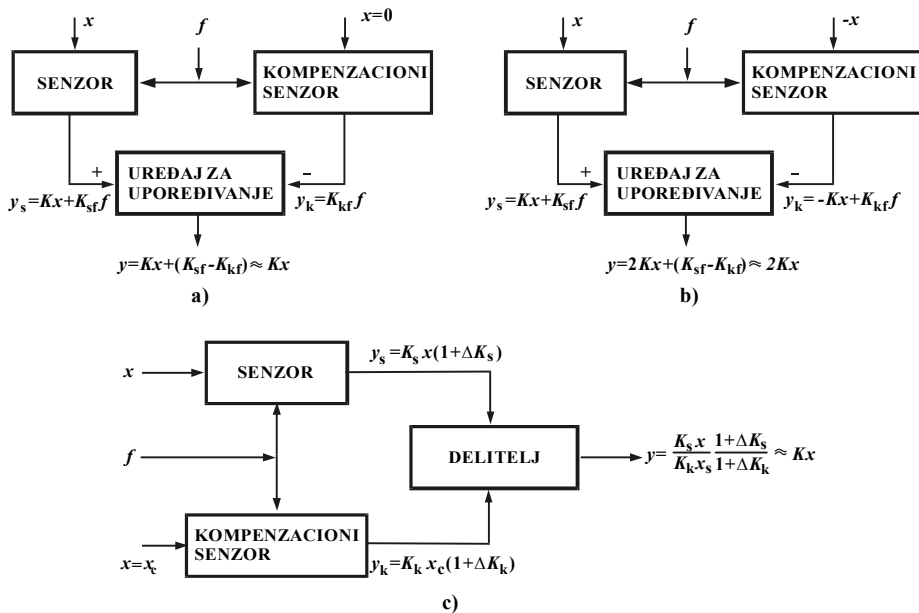 x
f
x=0
SENZOR
KOMPENZACIONI
SENZOR
+
–
UREĐAJ ZA
UPOREĐIVANJE
y_s=Kx+K_sf f
y_k=K_kf f
y=Kx+(K_sf-K_kf)≈ Kx
a)
x
f
-x
SENZOR
KOMPENZACIONI
SENZOR
+
–
UREĐAJ ZA
UPOREĐIVANJE
y_s=Kx+K_sf f
y_k= -Kx+K_kf f
y=2Kx+(K_sf-K_kf)≈ 2Kx
b)
x
SENZOR
y_s=K_s x(1+ΔK_s)
f
DELITELJ
y= K_s x/K_k x_s 1+ΔK_s/1+ΔK_k ≈ Kx
x=x_c
KOMPENZACIONI
SENZOR
y_k=K_k x_c(1+ΔK_k)
c)